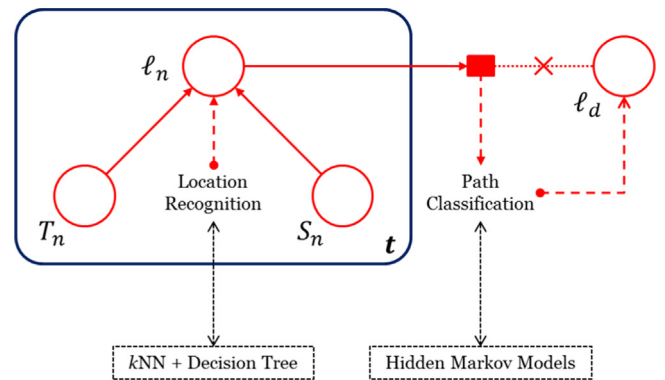 ℓn
ℓd
Location
Recognition
Path
Classification
Tn
Sn
t
kNN + Decision Tree
Hidden Markov Models